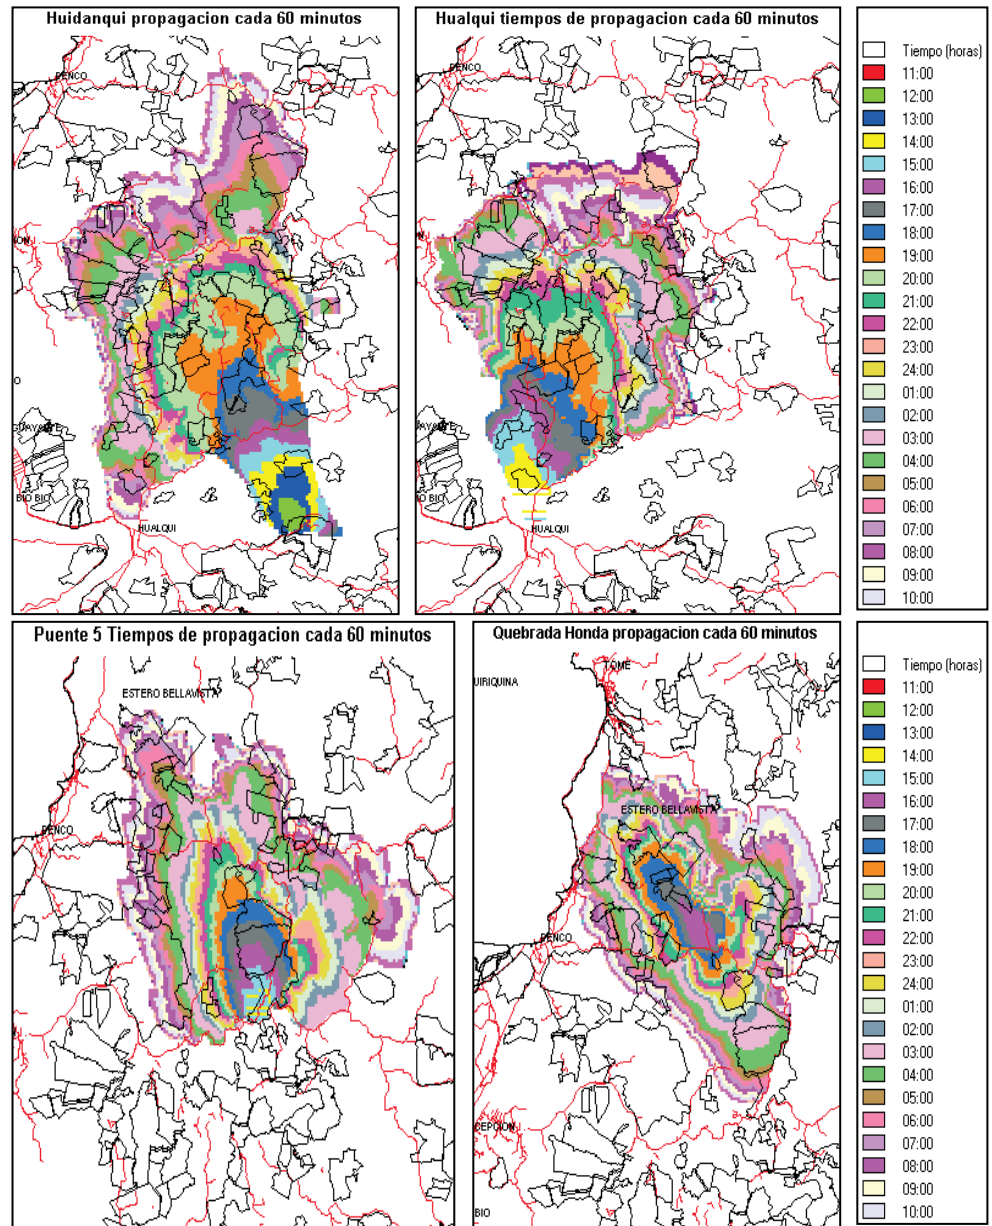 Huidanqui propagacion cada 60 minutos
Hualqui tiempos de propagacion cada 60 minutos
PENCO
BIO BIO
HUALQUI
PENCO
HUALQUI
Tiempo (horas)
11:00
12:00
13:00
14:00
15:00
16:00
17:00
18:00
19:00
20:00
21:00
22:00
23:00
24:00
01:00
02:00
03:00
04:00
05:00
06:00
07:00
08:00
09:00
10:00
Puente 5 Tiempos de propagacion cada 60 minutos
Quebrada Honda propagacion cada 60 minutos
ESTERO BELLAVISTA
PENCO
TOME
UIRIQUINA
ESTERO BELLAVISTA
PENCO
CEPCION I
BIO
Tiempo (horas)
11:00
12:00
13:00
14:00
15:00
16:00
17:00
18:00
19:00
20:00
21:00
22:00
23:00
24:00
01:00
02:00
03:00
04:00
05:00
06:00
07:00
08:00
09:00
10:00